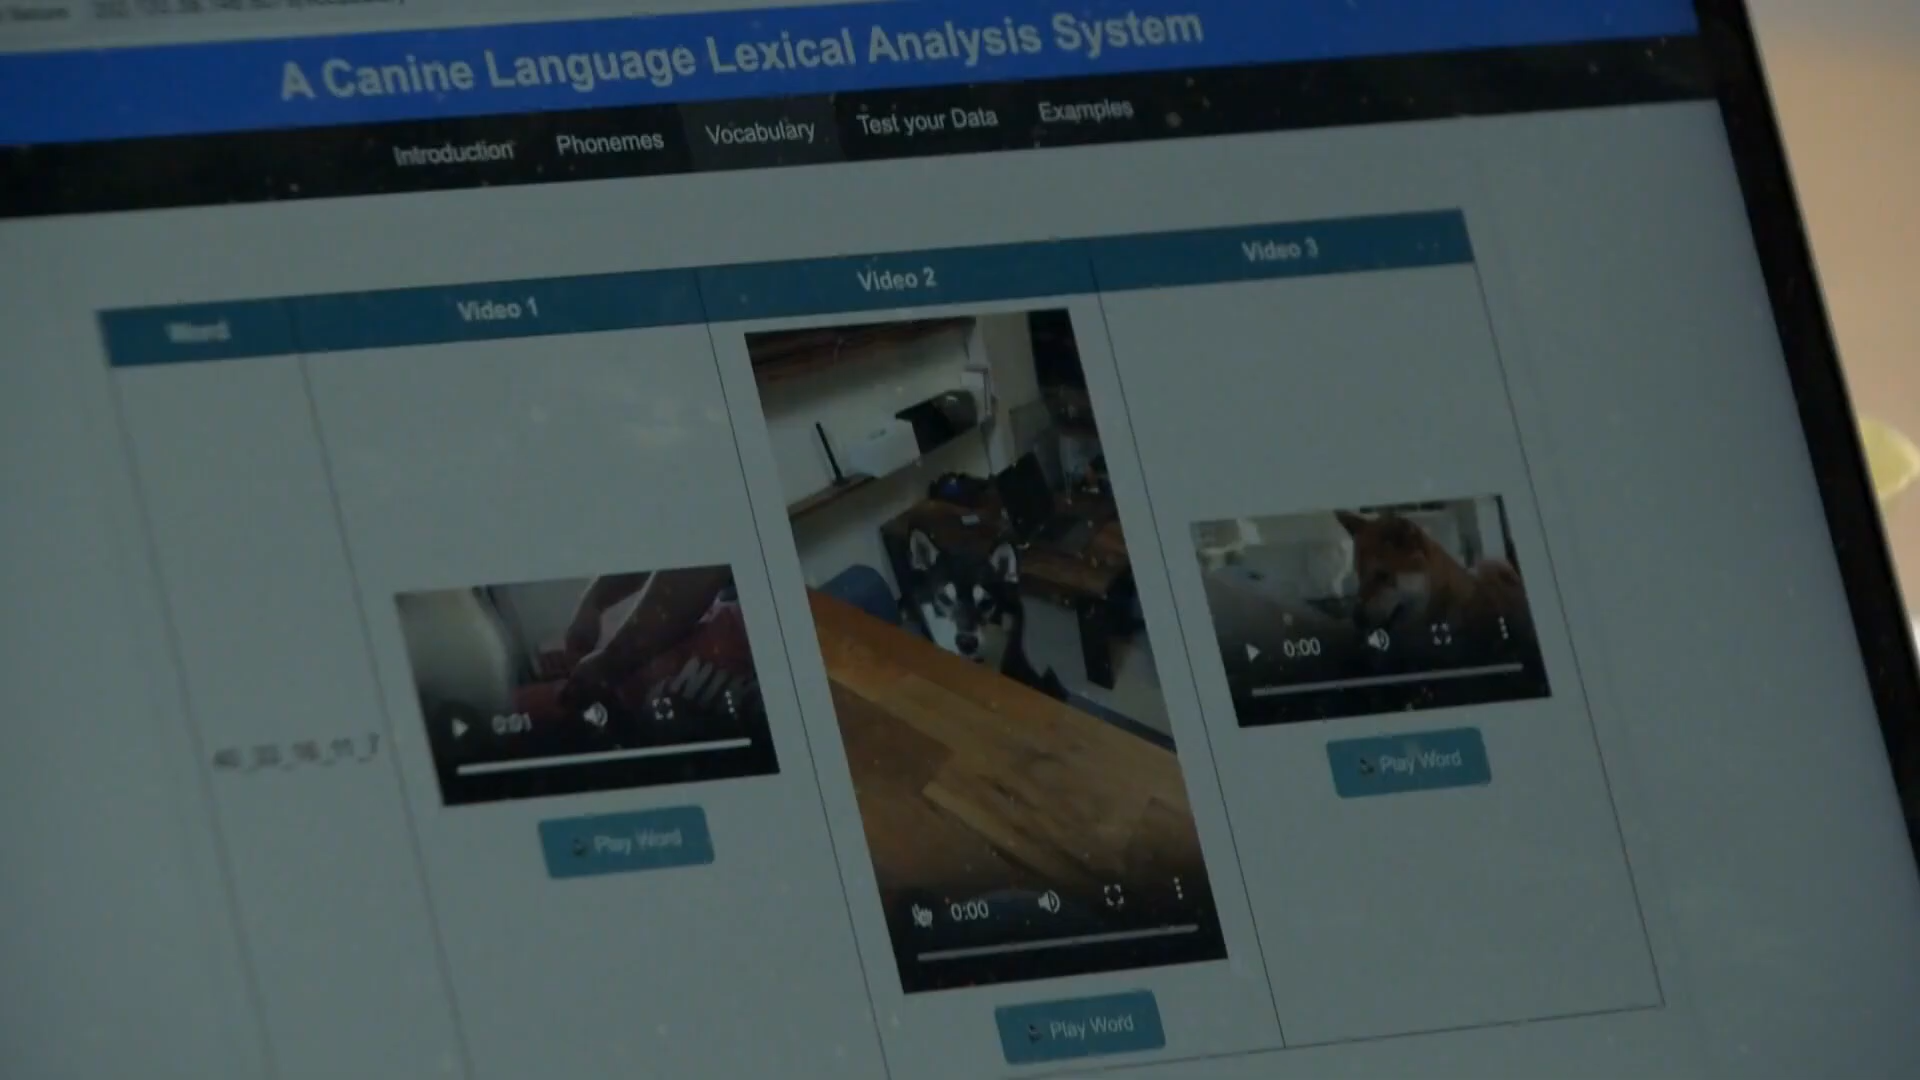 A Canine Language Lexical Analysis System
Introduction Phonemes Vocabulary Test your Data Examples
Word Video 1 Video 2 Video 3
0:01
Play Word
0:00
Play Word
0:00
Play Word